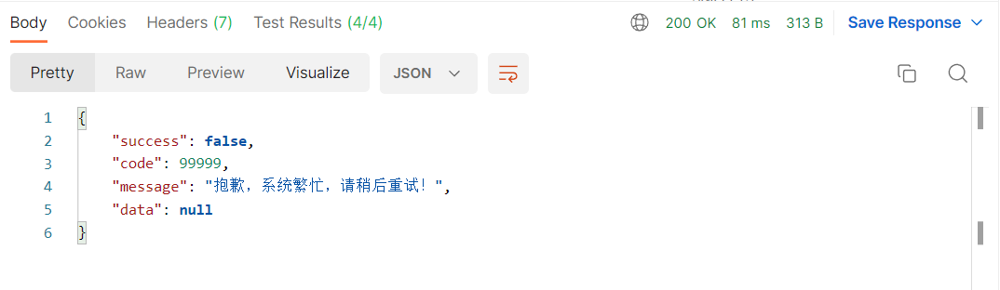 Body Cookies Headers (7) Test Results (4/4) 200 OK 81 ms 313 B Save Response
Pretty Raw Preview Visualize JSON
1 {
2 "success": false,
3 "code": 99999,
4 "message": "抱歉，系统繁忙，请稍后重试！",
5 "data": null
6 }